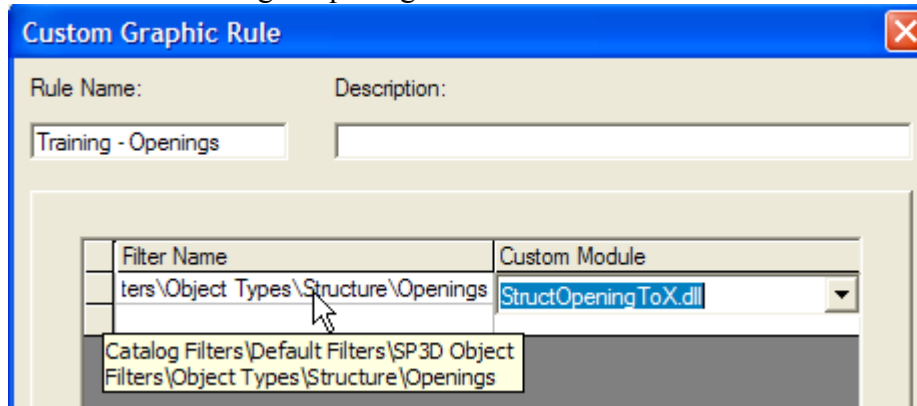 Custom Graphic Rule
Rule Name: Description:
Training - Openings
Filter Name Custom Module
ters\Object Types\Structure\Openings StructOpeningToX.dll
Catalog Filters\Default Filters\SP3D Object
Filters\Object Types\Structure\Openings